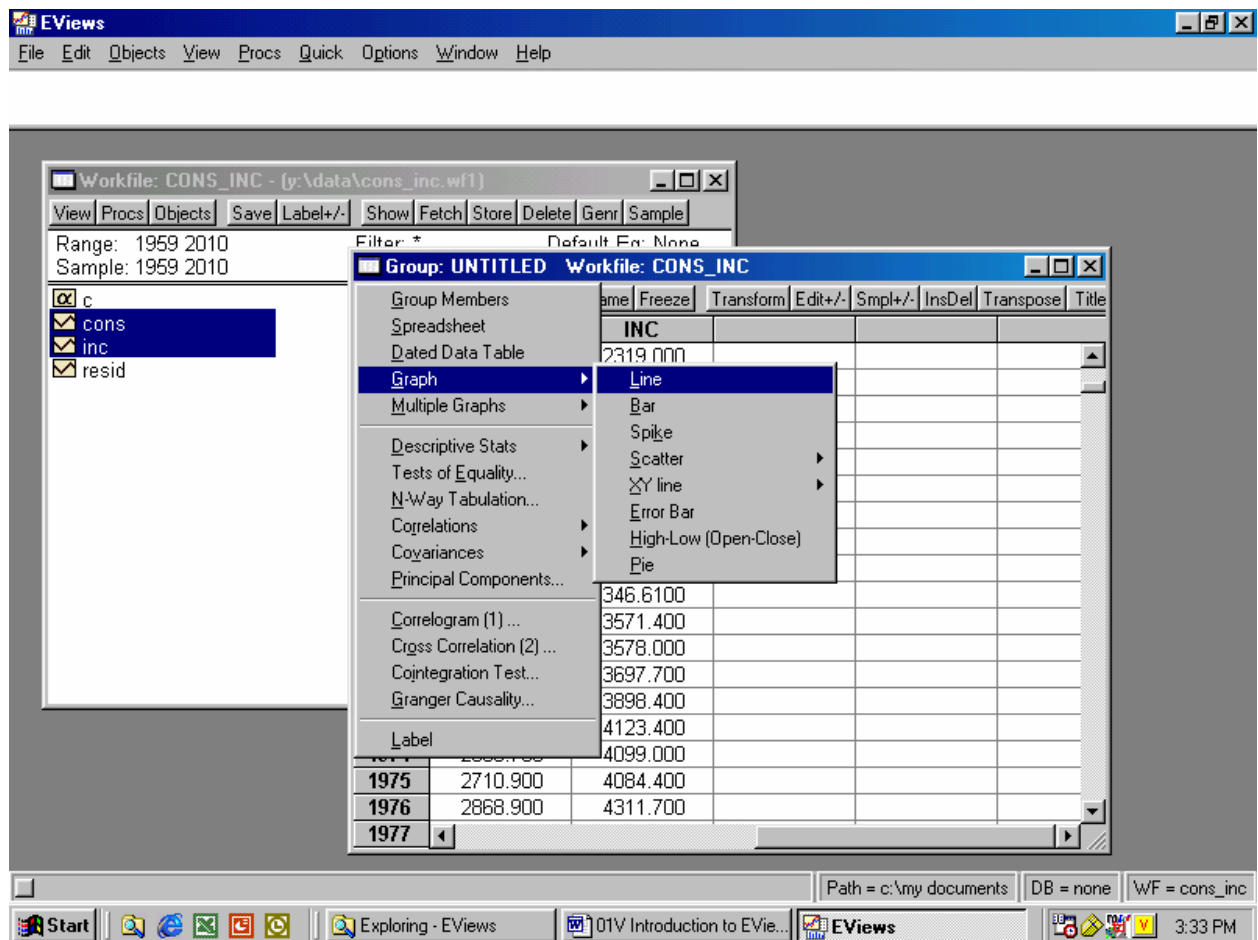 EViews
File Edit Objects View Procs Quick Options Window Help
Workfile: CONS_INC - (y:\data\cons_inc.wf1)
View Procs Objects Save Label+/- Show Fetch Store Delete Genr Sample
Range: 1959 2010 Filter: * Default Eq: None
Sample: 1959 2010
c
cons
inc
resid
Group: UNTITLED Workfile: CONS_INC
Freeze Transform Edit+/- Smpl+/- InsDel Transpose Title
INC
2319.000
Group Members
Spreadsheet
Dated Data Table
Graph
Multiple Graphs
Descriptive Stats
Tests of Equality...
N-Way Tabulation...
Correlations
Covariances
Principal Components...
Correlogram (1) ...
Cross Correlation (2) ...
Cointegration Test...
Granger Causality...
Label
Line
Bar
Spike
Scatter
XY line
Error Bar
High-Low (Open-Close)
Pie
346.6100
3571.400
3578.000
3697.700
3898.400
4123.400
4099.000
1975 2710.900 4084.400
1976 2868.900 4311.700
1977
Path = c:\my documents DB = none WF = cons_inc
Start Exploring - EViews 01V Introduction to EVie... EViews 3:33 PM